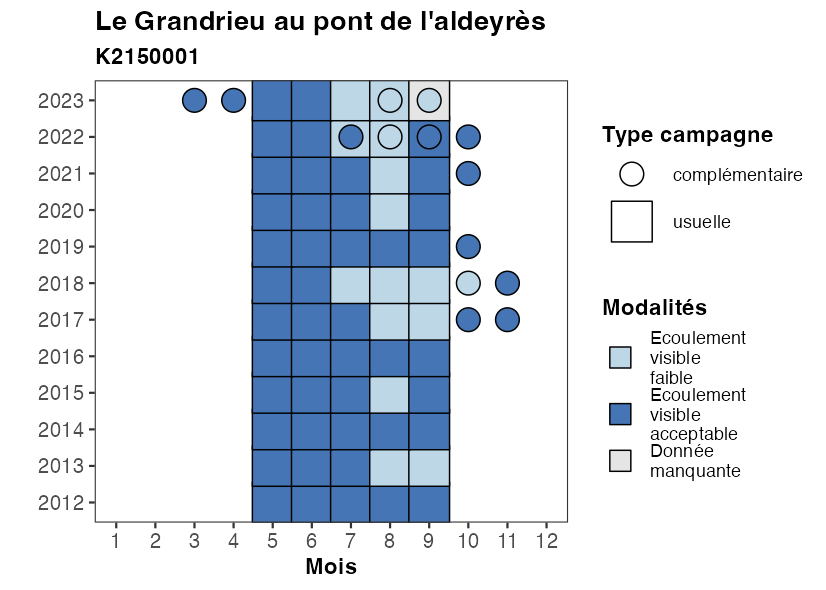 Le Grandrieu au pont de l'aldeyrès
K2150001
2023
2022
2021
2020
2019
2018
2017
2016
2015
2014
2013
2012
1 2 3 4 5 6 7 8 9 10 11 12
Mois
Type campagne
complémentaire
usuelle
Modalités
Ecoulement
visible
faible
Ecoulement
visible
acceptable
Donnée
manquante